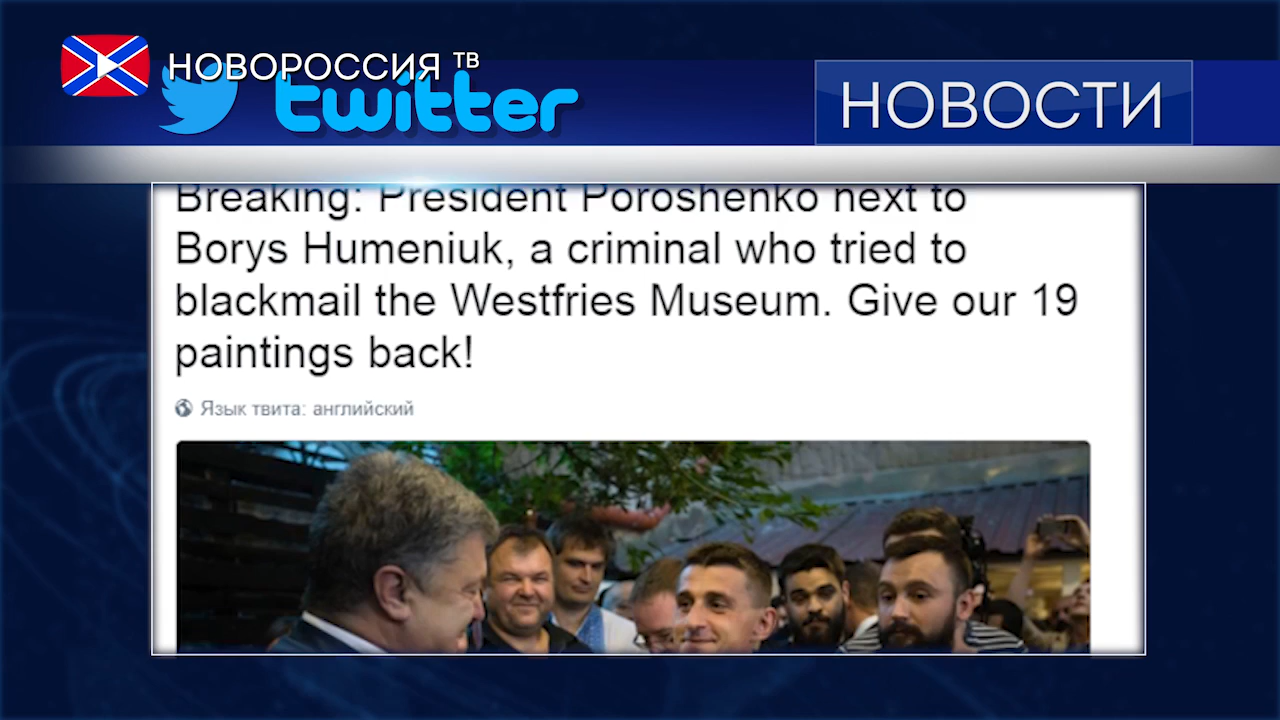 НОВОРОССИЯ ТВ
twitter
НОВОСТИ
Breaking: President Poroshenko next to
Borys Humeniuk, a criminal who tried to
blackmail the Westfries Museum. Give our 19
paintings back!
Язык твита: английский